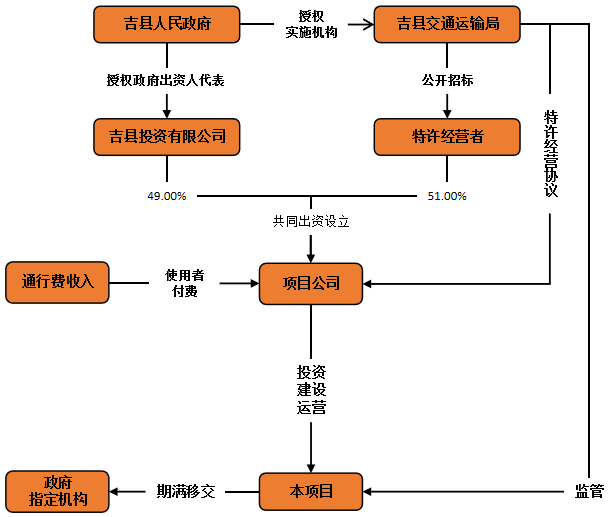 吉县人民政府
授权
实施机构
吉县交通运输局
授权政府出资人代表
公开招标
特许经营协议
吉县投资有限公司
特许经营者
49.00%
51.00%
共同出资设立
通行费收入
使用者
付费
项目公司
投资
建设
运营
政府
指定机构
期满移交
本项目
监管